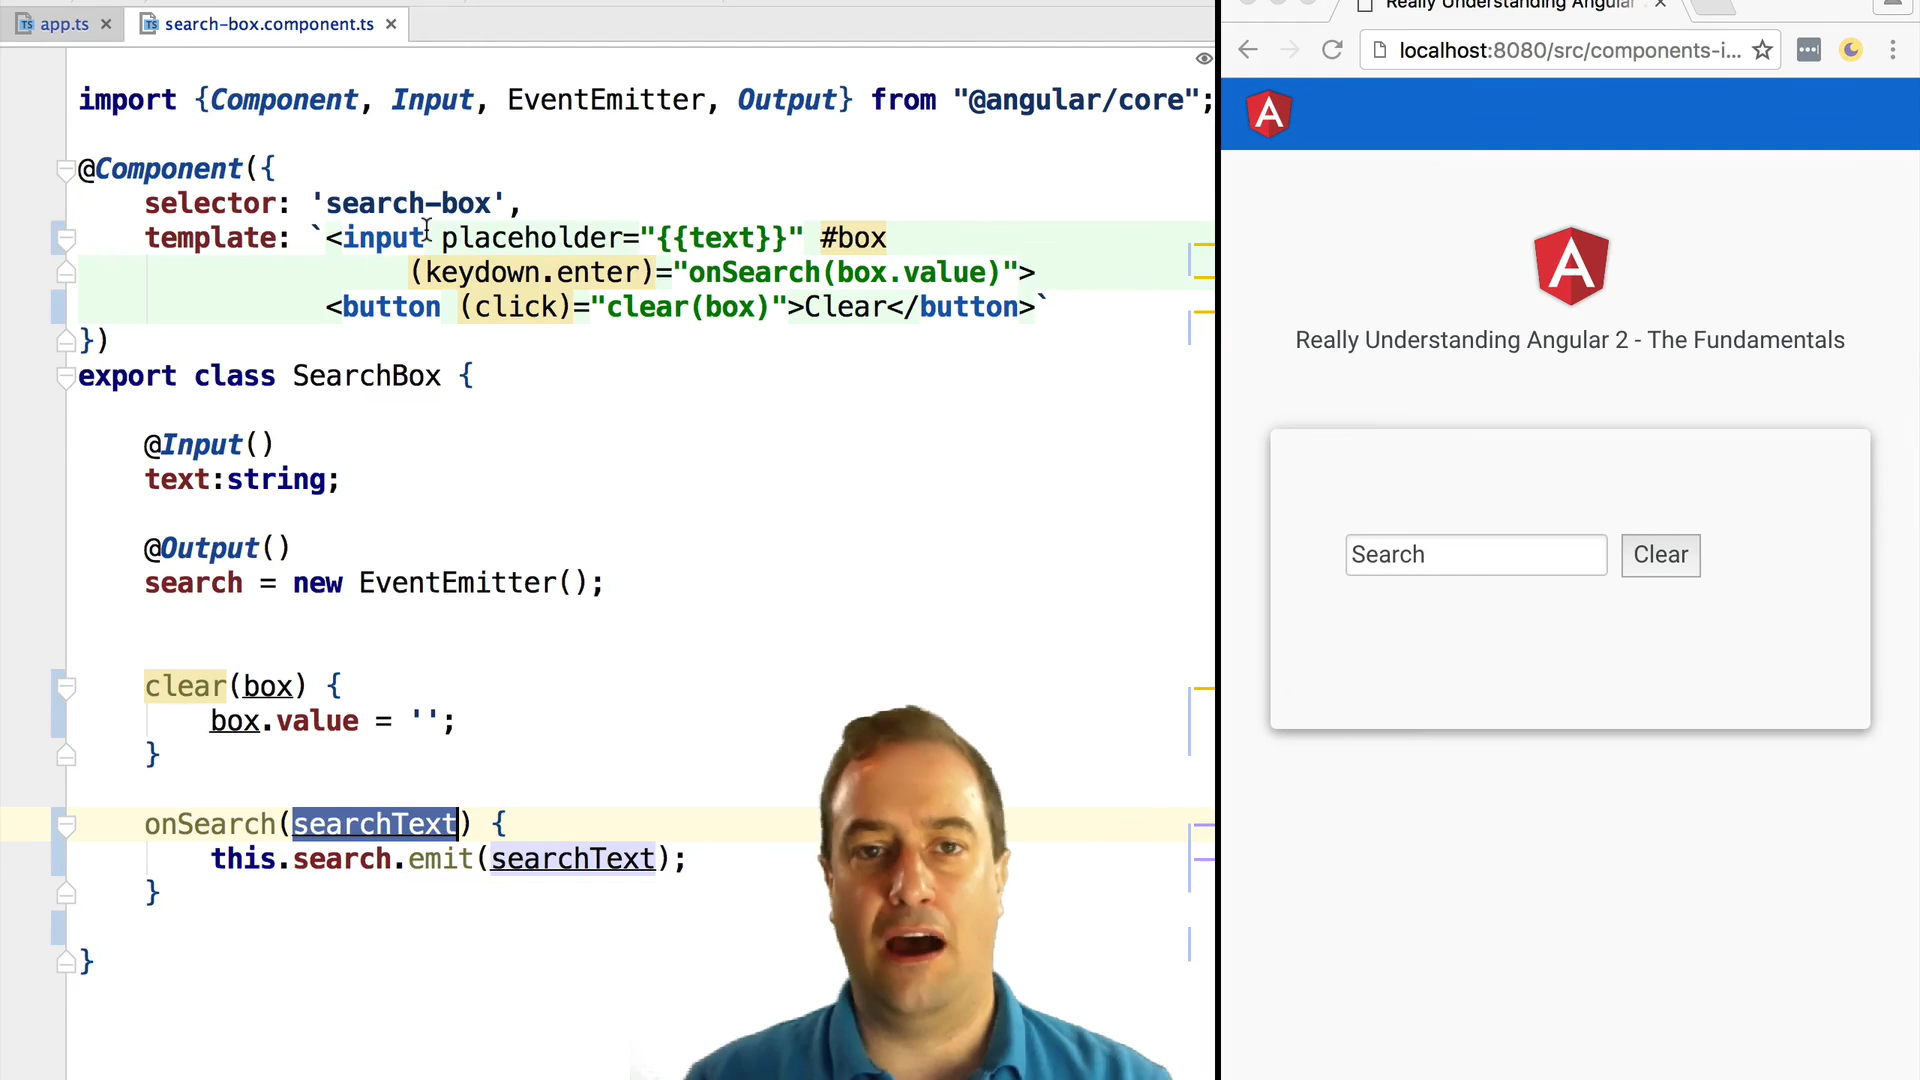 app.ts
search-box.component.ts
import {Component, Input, EventEmitter, Output} from "@angular/core";
@Component({
selector: 'search-box',
template: `<input placeholder="{{text}}" #box
(keydown.enter)="onSearch(box.value)">
<button (click)="clear(box)">Clear</button>`
})
export class SearchBox {
@Input()
text:string;
@Output()
search = new EventEmitter();
clear(box) {
box.value = '';
}
onSearch(searchText) {
this.search.emit(searchText);
}
}
Really Understanding Angular
localhost:8080/src/components-i...
Really Understanding Angular 2 - The Fundamentals
Search
Clear